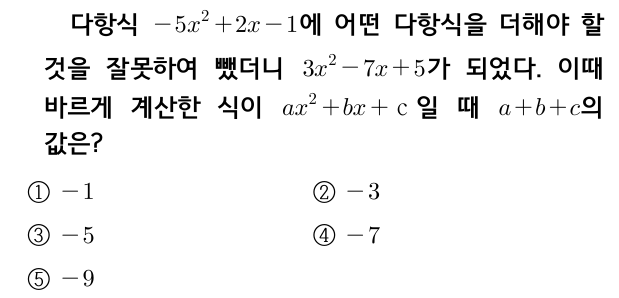 다항식 $-5x^2+2x-1$에 어떤 다항식을 더해야 할
것을 잘못하여 뺐더니 $3x^2-7x+5$가 되었다. 이때
바르게 계산한 식이 $ax^2+bx+c$ 일 때 $a+b+c$의
값은?
① $-1$ ② $-3$
③ $-5$ ④ $-7$
⑤ $-9$